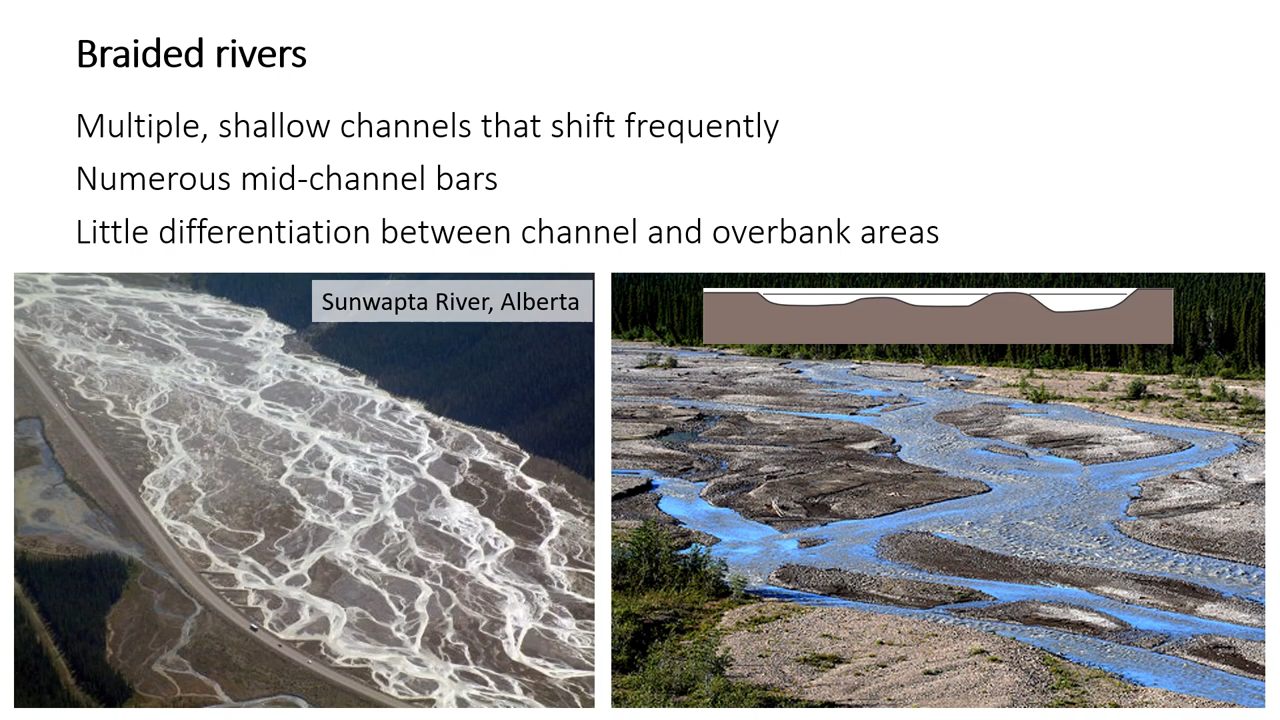 Braided rivers
Multiple, shallow channels that shift frequently
Numerous mid-channel bars
Little differentiation between channel and overbank areas
Sunwapta River, Alberta